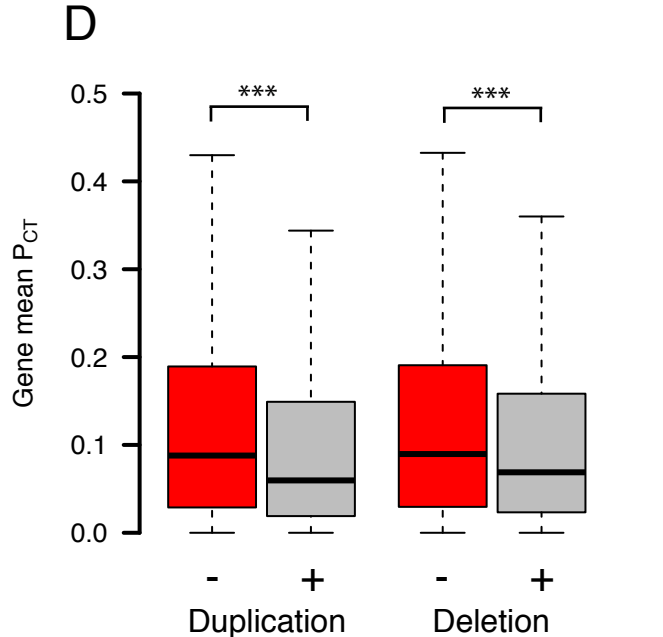 D
*** ***
0.5
0.4
0.3
0.2
0.1
0.0
Gene mean PCT
- + - +
Duplication Deletion